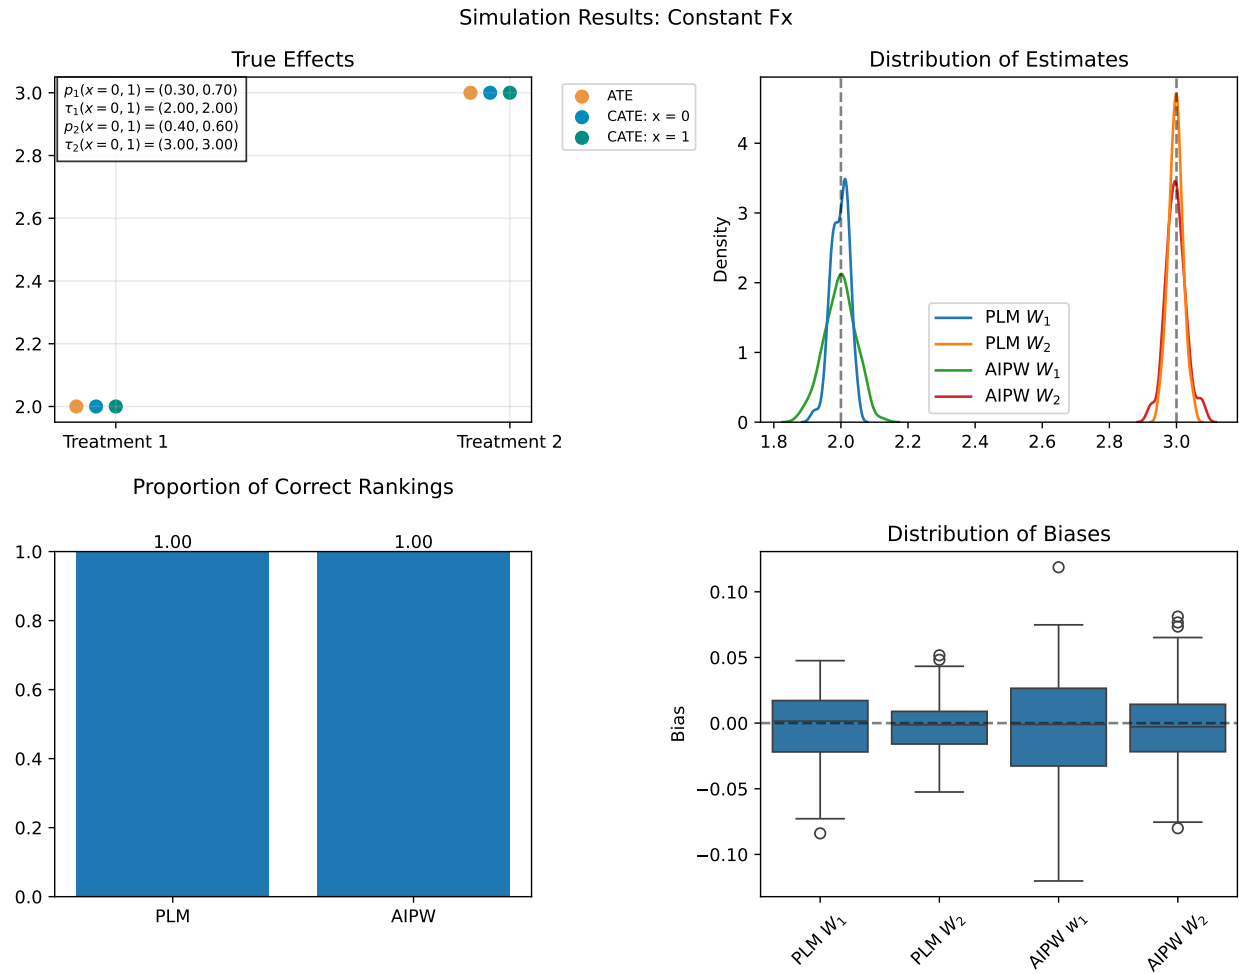 Simulation Results: Constant Fx
True Effects
p₁(x = 0, 1) = (0.30, 0.70)
τ₁(x = 0, 1) = (2.00, 2.00)
p₂(x = 0, 1) = (0.40, 0.60)
τ₂(x = 0, 1) = (3.00, 3.00)
3.0
2.8
2.6
2.4
2.2
2.0
Treatment 1
Treatment 2
ATE
CATE: x = 0
CATE: x = 1
Distribution of Estimates
Density
4
3
2
1
0
PLM W₁
PLM W₂
AIPW W₁
AIPW W₂
1.8
2.0
2.2
2.4
2.6
2.8
3.0
Proportion of Correct Rankings
1.00
1.00
1.0
0.8
0.6
0.4
0.2
0.0
PLM
AIPW
Distribution of Biases
Bias
0.10
0.05
0.00
−0.05
−0.10
PLM W₁
PLM W₂
AIPW w₁
AIPW W₂